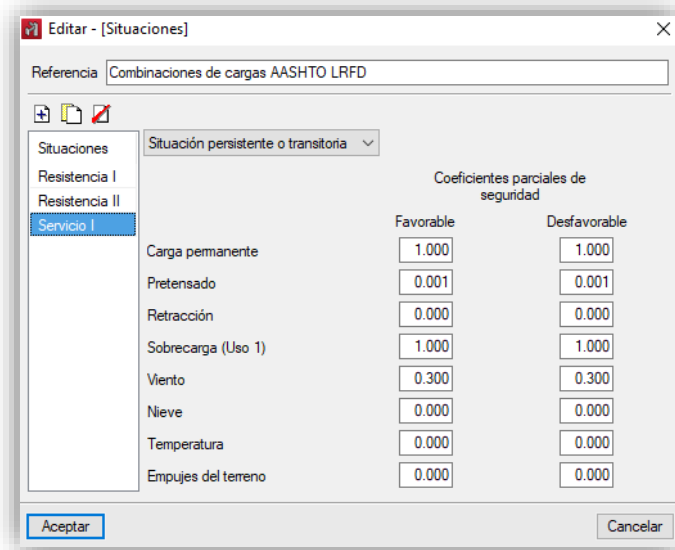 Editar - [Situaciones]
Referencia Combinaciones de cargas AASHTO LRFD
Situaciones
Resistencia I
Resistencia II
Servicio I
Situación persistente o transitoria
Coeficientes parciales de
seguridad
Favorable Desfavorable
Carga permanente 1.000 1.000
Pretensado 0.001 0.001
Retracción 0.000 0.000
Sobrecarga (Uso 1) 1.000 1.000
Viento 0.300 0.300
Nieve 0.000 0.000
Temperatura 0.000 0.000
Empujes del terreno 0.000 0.000
Aceptar Cancelar